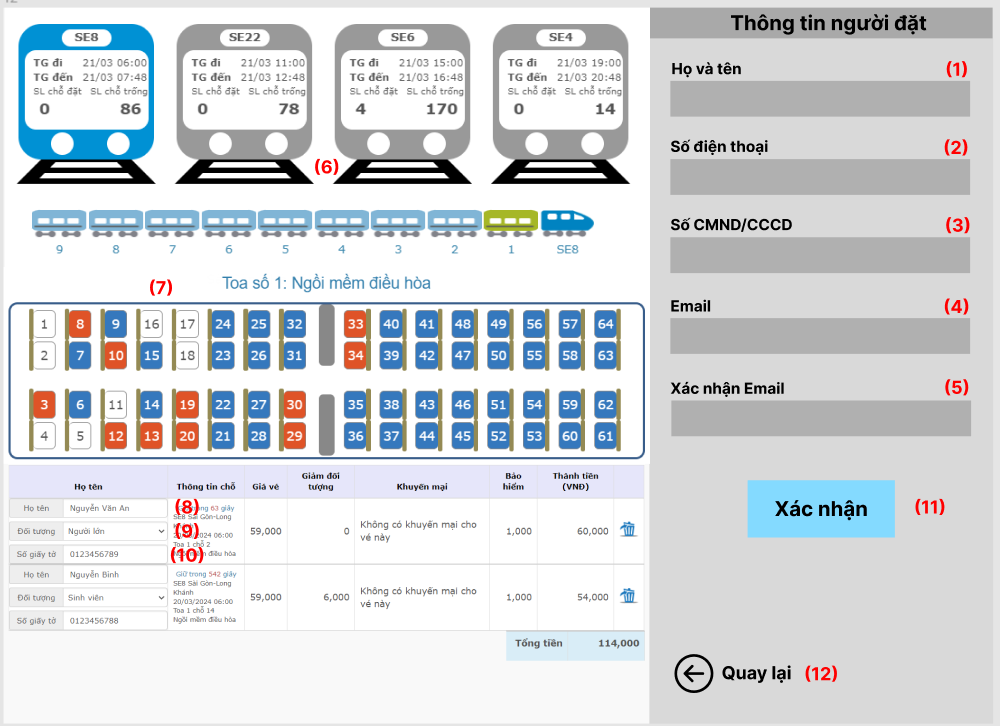 SE8 SE22 SE6 SE4
TG đi 21/03 06:00 TG đi 21/03 11:00 TG đi 21/03 15:00 TG đi 21/03 19:00
TG đến 21/03 07:48 TG đến 21/03 12:48 TG đến 21/03 16:48 TG đến 21/03 20:48
SL chỗ đặt SL chỗ trống SL chỗ đặt SL chỗ trống SL chỗ đặt SL chỗ trống SL chỗ đặt SL chỗ trống
0 86 0 78 4 170 0 14
(6)
9 8 7 6 5 4 3 2 1 SE8
(7) Toa số 1: Ngồi mềm điều hòa
1 8 9 16 17 24 25 32 33 40 41 48 49 56 57 64
2 7 10 15 18 23 26 31 34 39 42 47 50 55 58 63
3 6 11 14 19 22 27 30 35 38 43 46 51 54 59 62
4 5 12 13 20 21 28 29 36 37 44 45 52 53 60 61
Họ tên Thông tin chỗ Giá vé Giảm đối tượng Khuyến mại Bảo hiểm Thành tiền (VNĐ)
Họ tên Nguyễn Văn An
(8) trong 63 giây
SE8 Sài Gòn-Long
Khánh
Đối tượng Người lớn
(9)
06:00
59,000 0 Không có khuyến mại cho vé này 1,000 60,000
Toa 1 chỗ 2
Số giấy tờ 0123456789
(10) mềm điều hòa
Họ tên Nguyễn Binh
Giữ trong 542 giây
SE8 Sài Gòn-Long
Khánh
20/03/2024 06:00
Đối tượng Sinh viên
59,000 6,000 Không có khuyến mại cho vé này 1,000 54,000
Toa 1 chỗ 14
Ngồi mềm điều hòa
Số giấy tờ 0123456788
Tổng tiền 114,000
Thông tin người đặt
Họ và tên (1)
Số điện thoại (2)
Số CMND/CCCD (3)
Email (4)
Xác nhận Email (5)
Xác nhận (11)
Quay lại (12)